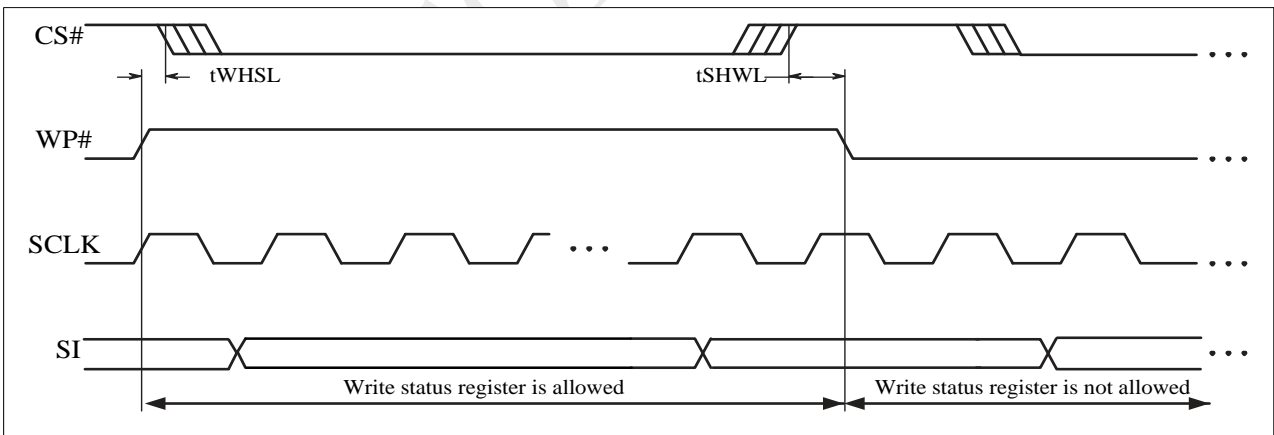 CS#
tWHSL
tSHWL
WP#
SCLK
SI
Write status register is allowed
Write status register is not allowed